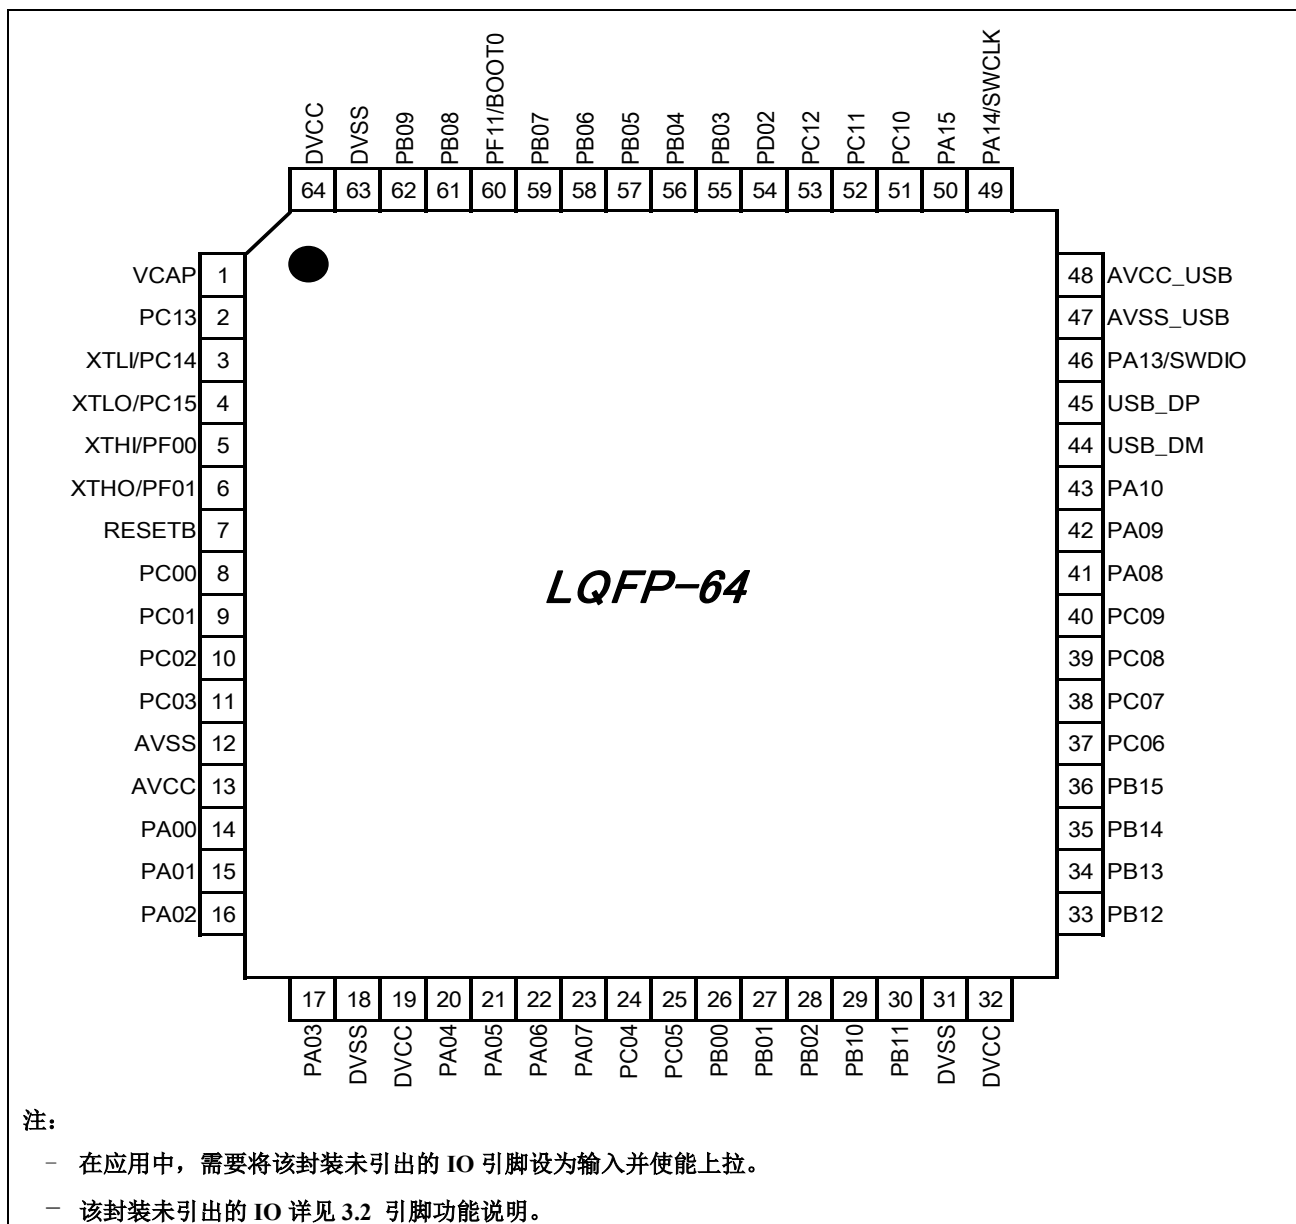 DVCC DVSS PB09 PB08 PF11/BOOT0 PB07 PB06 PB05 PB04 PB03 PD02 PC12 PC11 PC10 PA15 PA14/SWCLK
64 63 62 61 60 59 58 57 56 55 54 53 52 51 50 49
VCAP 1 48 AVCC_USB
PC13 2 47 AVSS_USB
XTLI/PC14 3 46 PA13/SWDIO
XTLO/PC15 4 45 USB_DP
XTHI/PF00 5 44 USB_DM
XTHO/PF01 6 43 PA10
RESETB 7 42 PA09
PC00 8 41 PA08
LQFP-64
PC01 9 40 PC09
PC02 10 39 PC08
PC03 11 38 PC07
AVSS 12 37 PC06
AVCC 13 36 PB15
PA00 14 35 PB14
PA01 15 34 PB13
PA02 16 33 PB12
17 18 19 20 21 22 23 24 25 26 27 28 29 30 31 32
PA03 DVSS DVCC PA04 PA05 PA06 PA07 PC04 PC05 PB00 PB01 PB02 PB10 PB11 DVSS DVCC
注：
– 在应用中，需要将该封装未引出的 IO 引脚设为输入并使能上拉。
– 该封装未引出的 IO 详见 3.2 引脚功能说明。